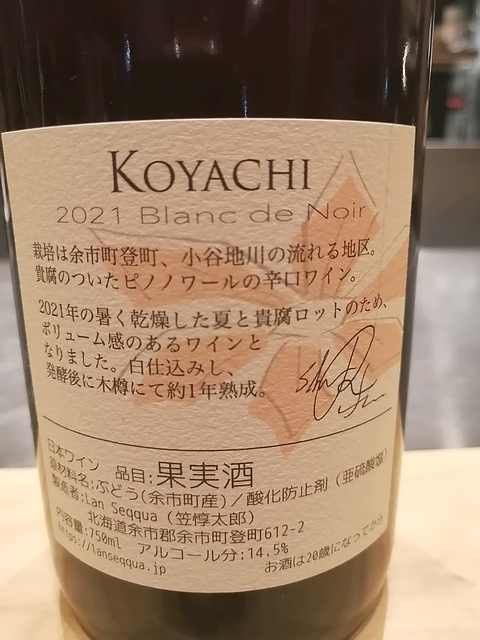 KOYACHI
2021 Blanc de Noir
栽培は余市町登町、小谷地川の流れる地区。
貴腐のついたピノノワールの辛口ワイン。
2021年の暑く乾燥した夏と貴腐ロットのため、
ボリューム感のあるワインと
なりました。白仕込みし、
発酵後に木樽にて約1年熟成。
日本ワイン 品目:果実酒
原材料名:ぶどう(余市町産)/酸化防止剤(亜硫酸塩)
製造者:Lan Seqqua(笠惇太郎)
北海道余市郡余市町登町612-2
内容量:750ml アルコール分:14.5%
https://lanseqqua.jp お酒は20歳になってから